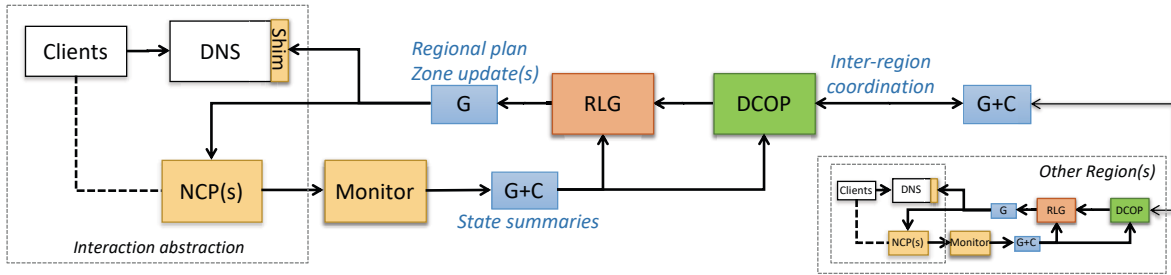 Clients
DNS
Shim
Regional plan
Zone update(s)
Inter-region
coordination
G
RLG
DCOP
G+C
NCP(s)
Monitor
G+C
State summaries
Interaction abstraction
Other Region(s)
Clients
DNS
G
RLG
DCOP
NCP(s)
Monitor
G+C